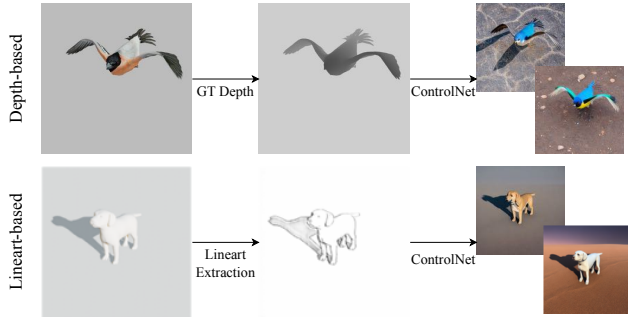 Depth-based
GT Depth
ControlNet
Lineart-based
Lineart
Extraction
ControlNet